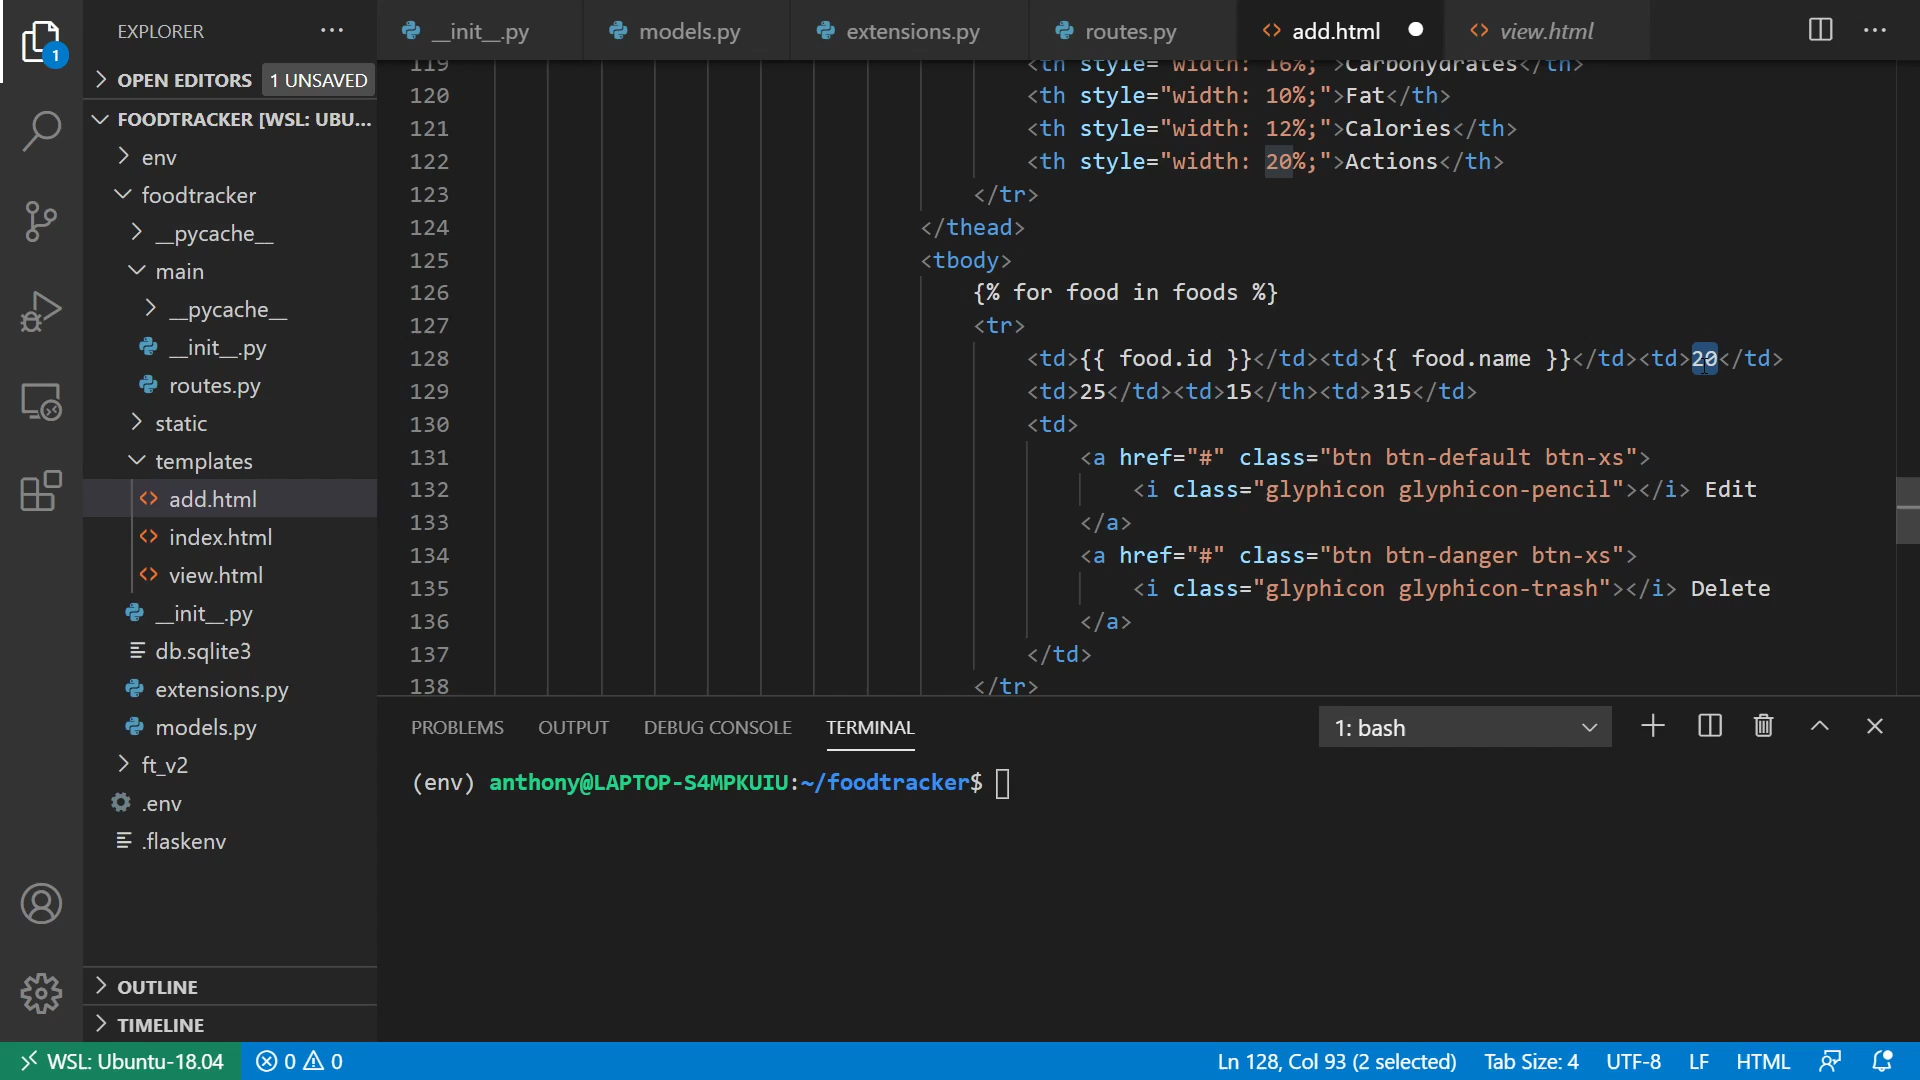 EXPLORER
OPEN EDITORS 1 UNSAVED
FOODTRACKER [WSL: UBU...
env
foodtracker
__pycache__
main
__pycache__
__init__.py
routes.py
static
templates
add.html
index.html
view.html
__init__.py
db.sqlite3
extensions.py
models.py
ft_v2
.env
.flaskenv
OUTLINE
TIMELINE
1
__init__.py
models.py
extensions.py
routes.py
add.html
view.html
119 <th style="width: 16%;">Carbohydrates</th>
120 <th style="width: 10%;">Fat</th>
121 <th style="width: 12%;">Calories</th>
122 <th style="width: 20%;">Actions</th>
123 </tr>
124 </thead>
125 <tbody>
126 {% for food in foods %}
127 <tr>
128 <td>{{ food.id }}</td><td>{{ food.name }}</td><td>20</td>
129 <td>25</td><td>15</th><td>315</td>
130 <td>
131 <a href="#" class="btn btn-default btn-xs">
132 <i class="glyphicon glyphicon-pencil"></i> Edit
133 </a>
134 <a href="#" class="btn btn-danger btn-xs">
135 <i class="glyphicon glyphicon-trash"></i> Delete
136 </a>
137 </td>
138 </tr>
PROBLEMS OUTPUT DEBUG CONSOLE TERMINAL 1: bash
(env) anthony@LAPTOP-S4MPKUIU:~/foodtracker$
WSL: Ubuntu-18.04 0 0 Ln 128, Col 93 (2 selected) Tab Size: 4 UTF-8 LF HTML